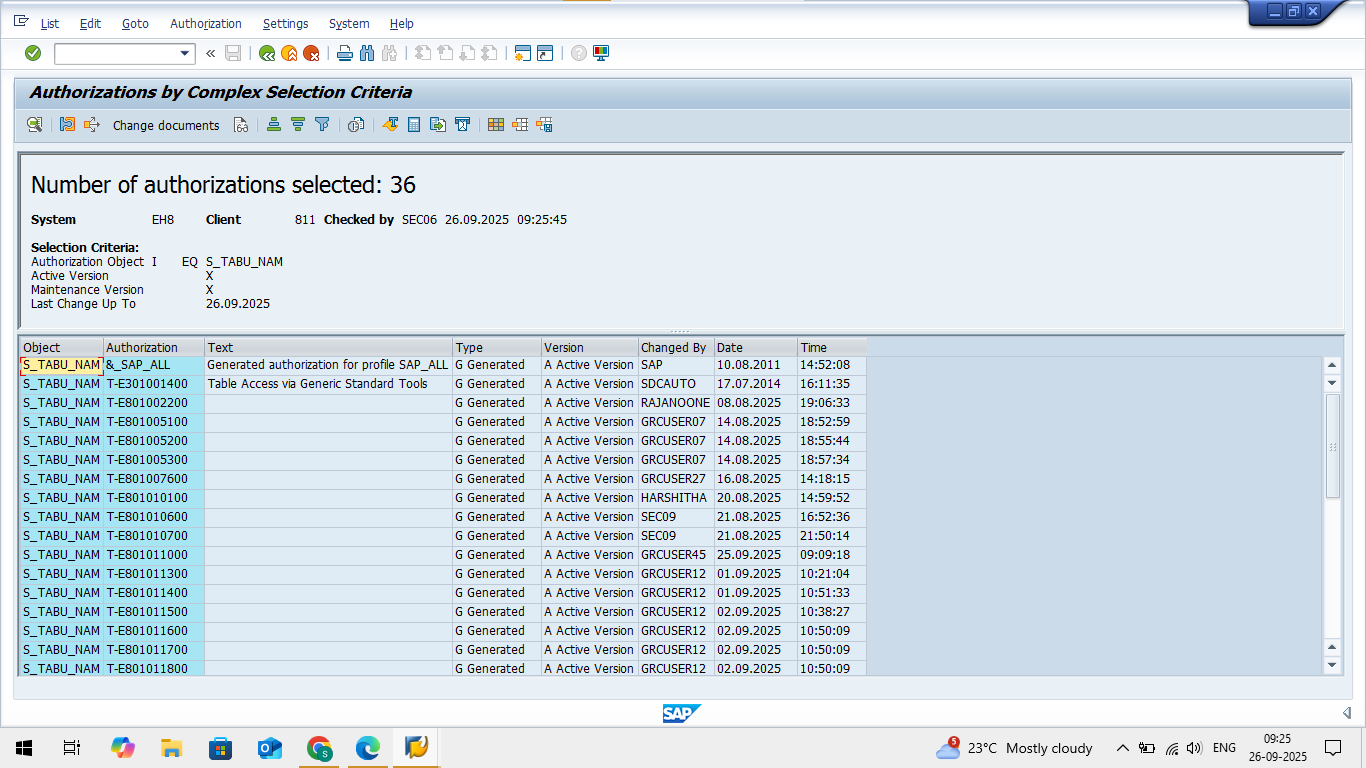 List Edit Goto Authorization Settings System Help
Authorizations by Complex Selection Criteria
Change documents
Number of authorizations selected: 36
System EH8 Client 811 Checked by SEC06 26.09.2025 09:25:45
Selection Criteria:
Authorization Object I EQ S_TABU_NAM
Active Version X
Maintenance Version X
Last Change Up To 26.09.2025
Object Authorization Text Type Version Changed By Date Time
S_TABU_NAM &_SAP_ALL Generated authorization for profile SAP_ALL G Generated A Active Version SAP 10.08.2011 14:52:08
S_TABU_NAM T-E301001400 Table Access via Generic Standard Tools G Generated A Active Version SDCAUTO 17.07.2014 16:11:35
S_TABU_NAM T-E801002200 G Generated A Active Version RAJANOONE 08.08.2025 19:06:33
S_TABU_NAM T-E801005100 G Generated A Active Version GRCUSER07 14.08.2025 18:52:59
S_TABU_NAM T-E801005200 G Generated A Active Version GRCUSER07 14.08.2025 18:55:44
S_TABU_NAM T-E801005300 G Generated A Active Version GRCUSER07 14.08.2025 18:57:34
S_TABU_NAM T-E801007600 G Generated A Active Version GRCUSER27 16.08.2025 14:18:15
S_TABU_NAM T-E801010100 G Generated A Active Version HARSHITHA 20.08.2025 14:59:52
S_TABU_NAM T-E801010600 G Generated A Active Version SEC09 21.08.2025 16:52:36
S_TABU_NAM T-E801010700 G Generated A Active Version SEC09 21.08.2025 21:50:14
S_TABU_NAM T-E801011000 G Generated A Active Version GRCUSER45 25.09.2025 09:09:18
S_TABU_NAM T-E801011300 G Generated A Active Version GRCUSER12 01.09.2025 10:21:04
S_TABU_NAM T-E801011400 G Generated A Active Version GRCUSER12 01.09.2025 10:51:33
S_TABU_NAM T-E801011500 G Generated A Active Version GRCUSER12 02.09.2025 10:38:27
S_TABU_NAM T-E801011600 G Generated A Active Version GRCUSER12 02.09.2025 10:50:09
S_TABU_NAM T-E801011700 G Generated A Active Version GRCUSER12 02.09.2025 10:50:09
S_TABU_NAM T-E801011800 G Generated A Active Version GRCUSER12 02.09.2025 10:50:09
SAP
5 23°C Mostly cloudy ENG 09:25
26-09-2025